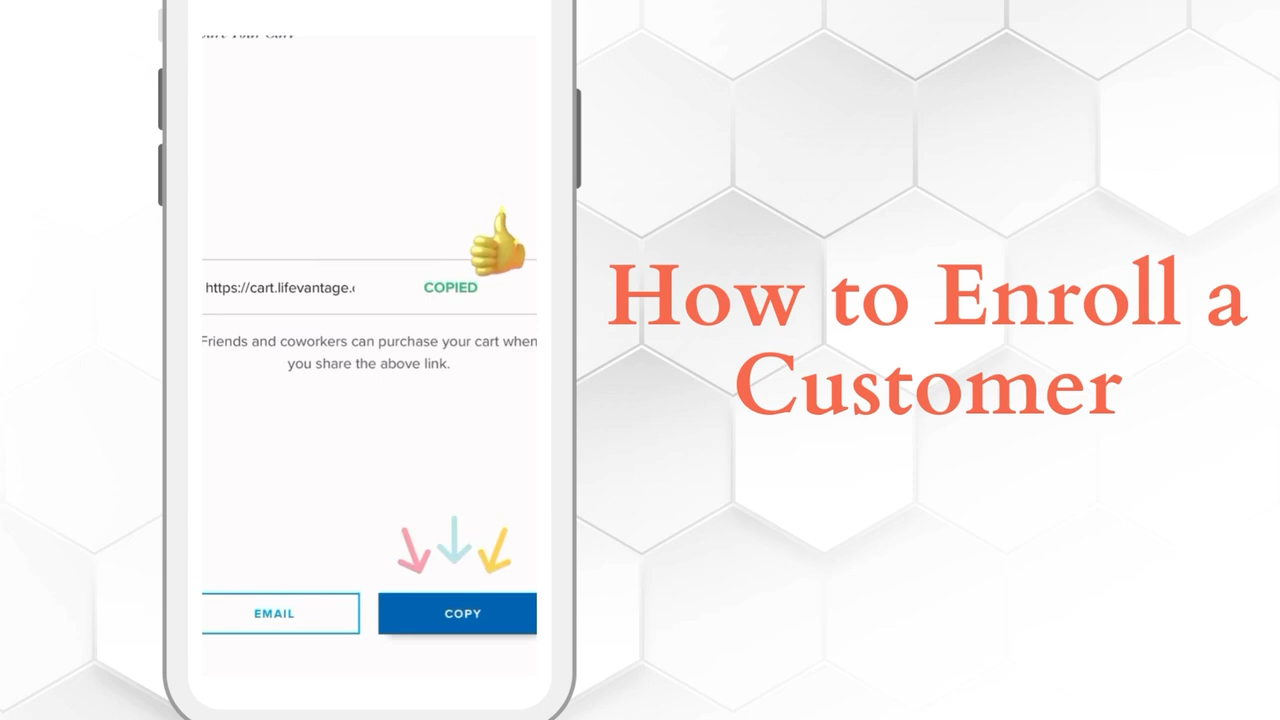 https://cart.lifevantage.
COPIED
Friends and coworkers can purchase your cart when
you share the above link.
EMAIL
COPY
How to Enroll a
Customer